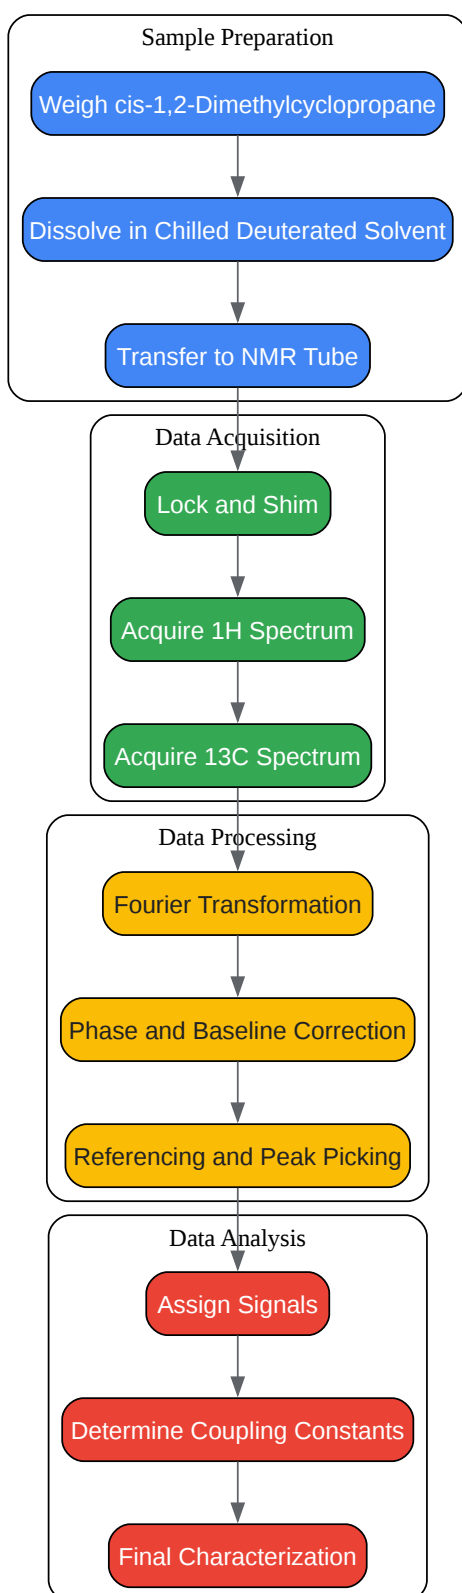 Sample Preparation
Weigh cis-1,2-Dimethylcyclopropane
Dissolve in Chilled Deuterated Solvent
Transfer to NMR Tube
Data Acquisition
Lock and Shim
Acquire 1H Spectrum
Acquire 13C Spectrum
Data Processing
Fourier Transformation
Phase and Baseline Correction
Referencing and Peak Picking
Data Analysis
Assign Signals
Determine Coupling Constants
Final Characterization